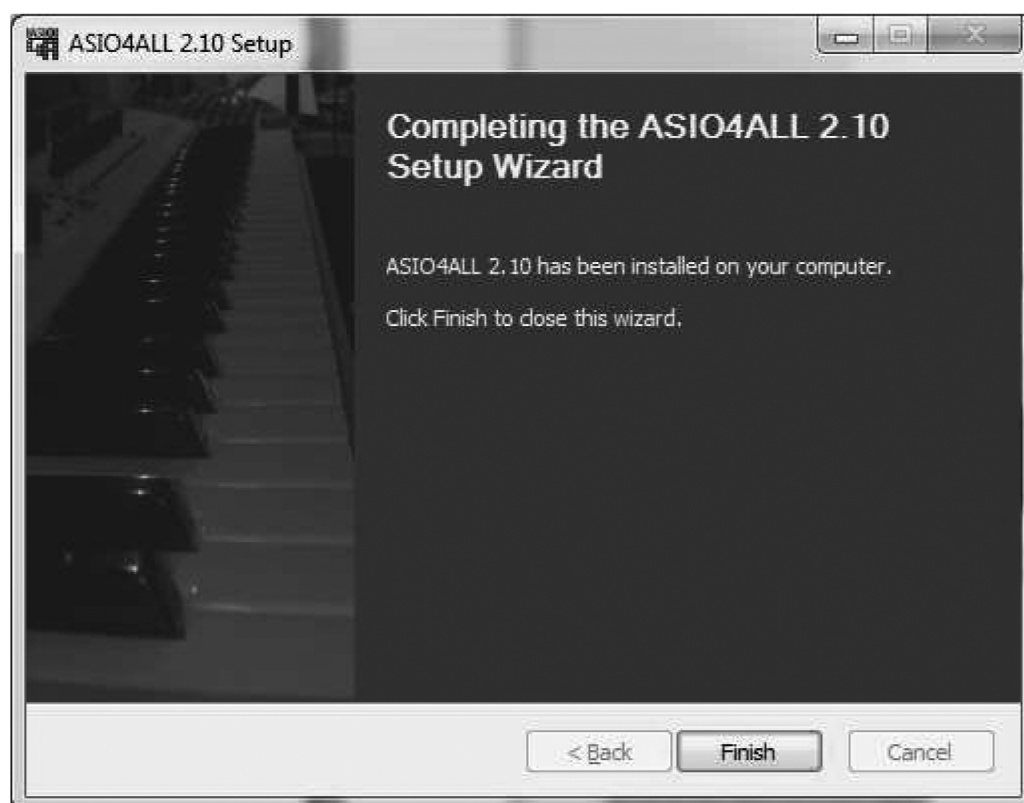 ASIO4ALL 2.10 Setup
Completing the ASIO4ALL 2.10
Setup Wizard
ASIO4ALL 2.10 has been installed on your computer.
Click Finish to close this wizard.
< Back
Finish
Cancel